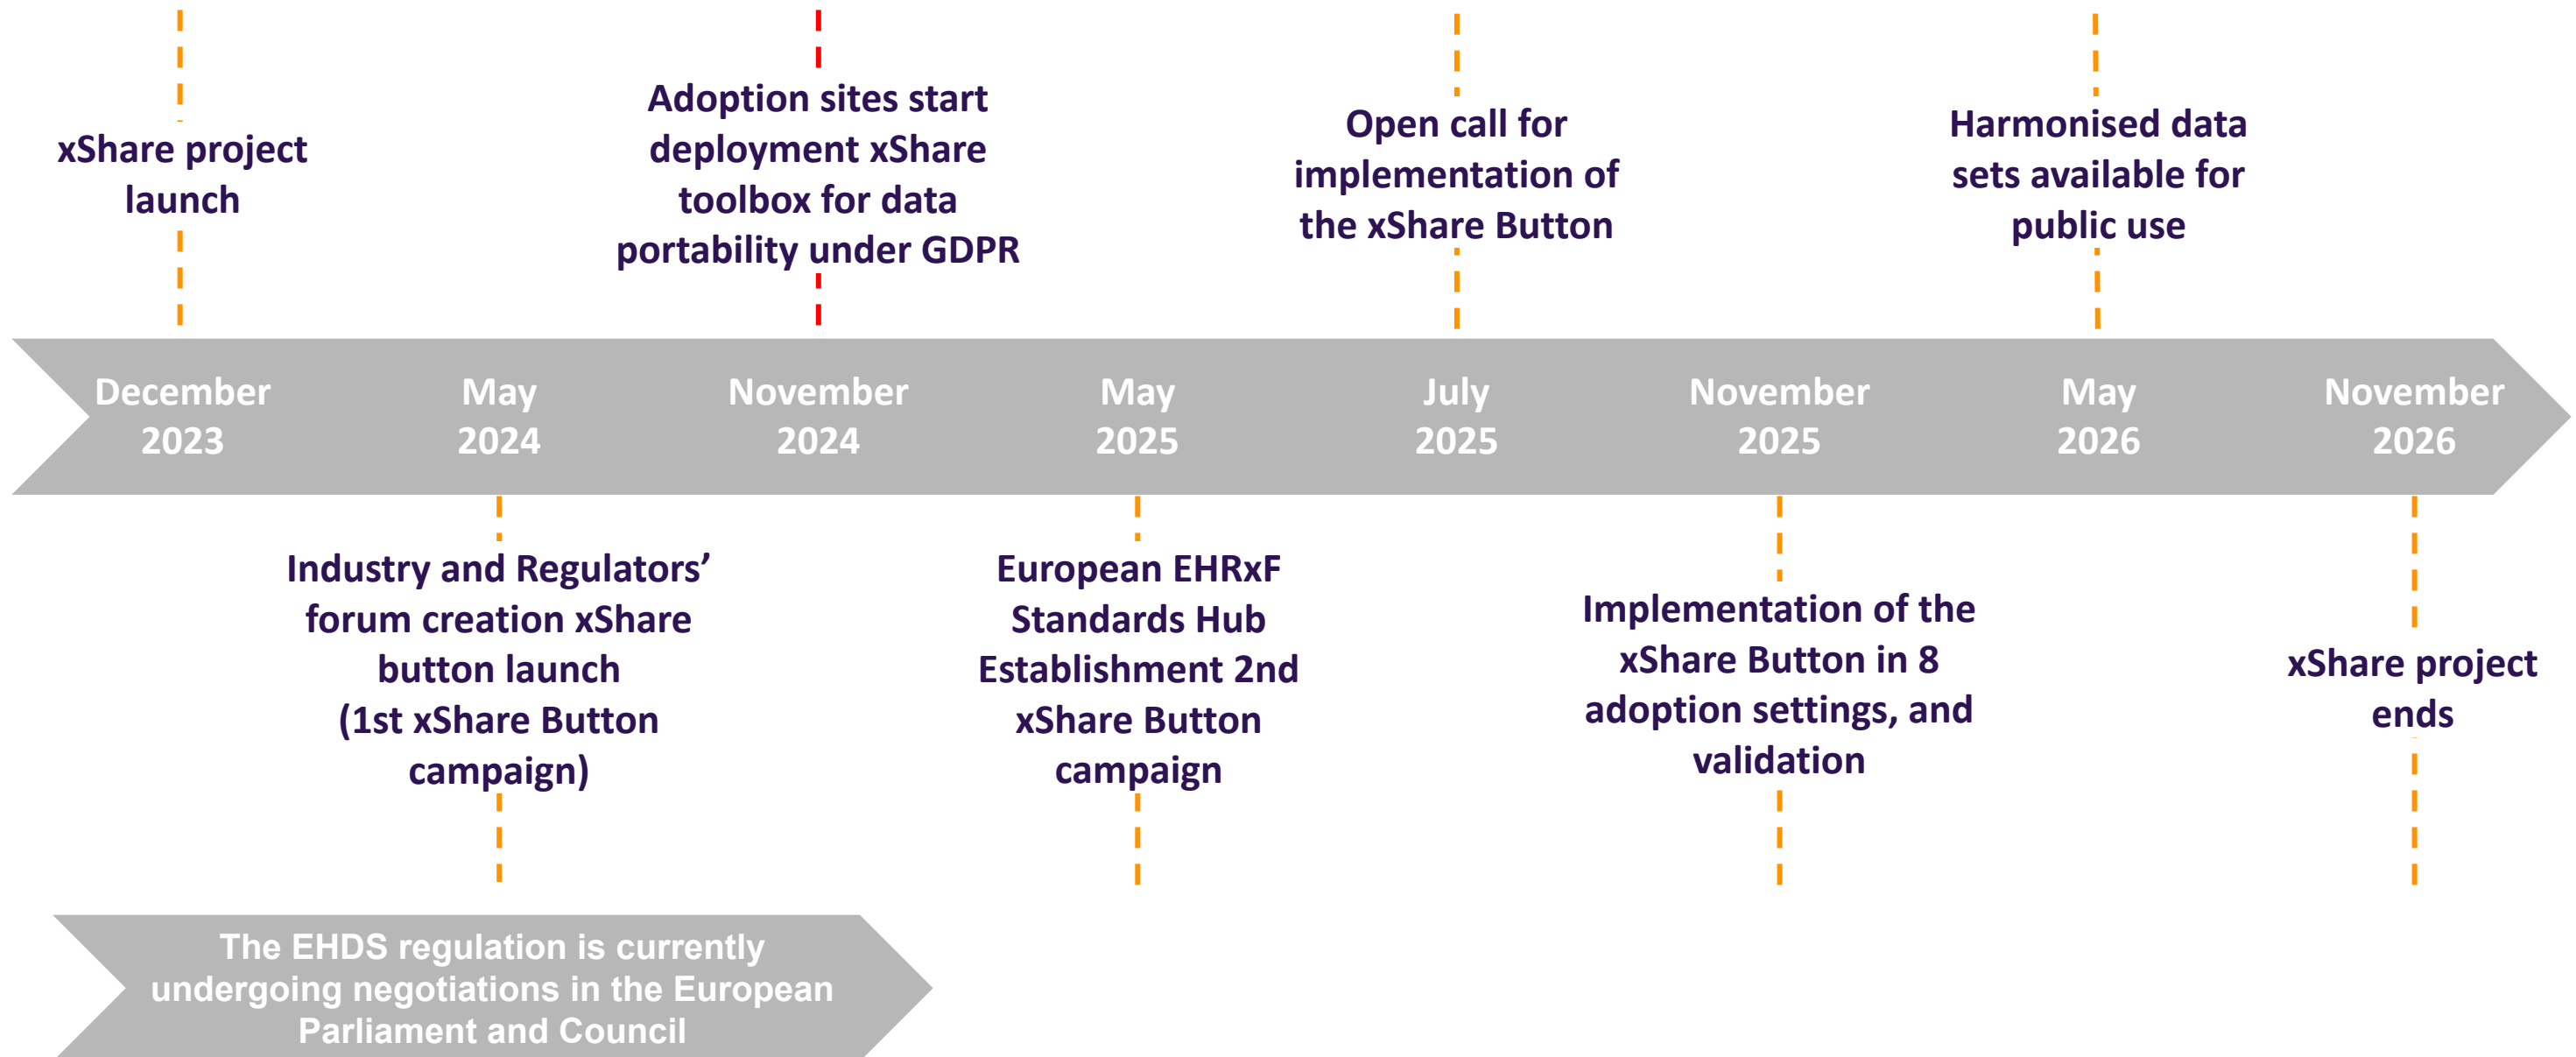 xShare project
launch
Adoption sites start
deployment xShare
toolbox for data
portability under GDPR
Open call for
implementation of
the xShare Button
Harmonised data
sets available for
public use
December
2023
May
2024
November
2024
May
2025
July
2025
November
2025
May
2026
November
2026
Industry and Regulators’
forum creation xShare
button launch
(1st xShare Button
campaign)
European EHRxF
Standards Hub
Establishment 2nd
xShare Button
campaign
Implementation of the
xShare Button in 8
adoption settings, and
validation
xShare project
ends
The EHDS regulation is currently
undergoing negotiations in the European
Parliament and Council